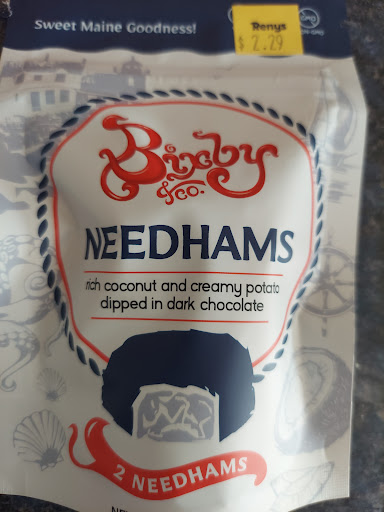 Sweet Maine Goodness!
Renys
$ 2.29
Bixby
& co.
NEEDHAMS
rich coconut and creamy potato
dipped in dark chocolate
2 NEEDHAMS